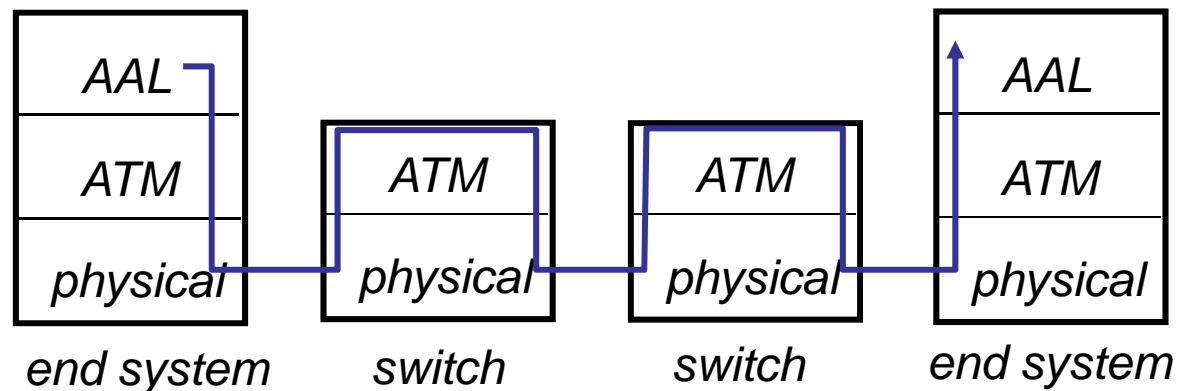 AAL
ATM
physical
end system
ATM
physical
switch
ATM
physical
switch
AAL
ATM
physical
end system